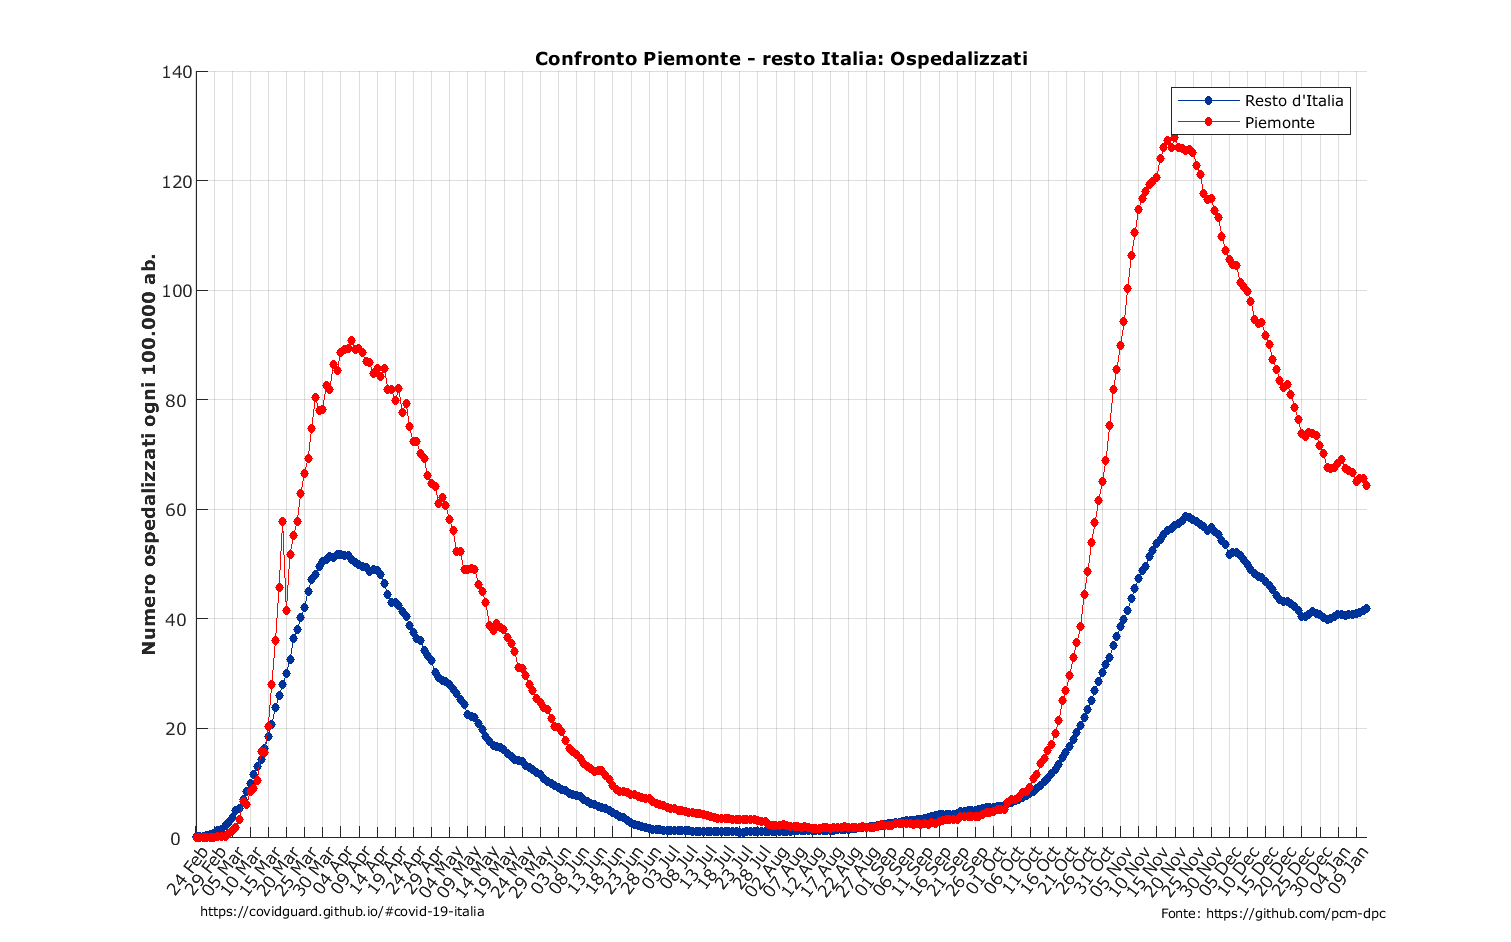 Confronto Piemonte - resto Italia: Ospedalizzati
Resto d'Italia
Piemonte
Numero ospedalizzati ogni 100.000 ab.
140
120
100
80
60
40
20
0
24 Feb
29 Feb
05 Mar
10 Mar
15 Mar
20 Mar
25 Mar
30 Mar
04 Apr
09 Apr
14 Apr
19 Apr
24 Apr
29 Apr
04 May
09 May
14 May
19 May
24 May
29 May
03 Jun
08 Jun
13 Jun
18 Jun
23 Jun
28 Jun
03 Jul
08 Jul
13 Jul
18 Jul
23 Jul
28 Jul
02 Aug
07 Aug
12 Aug
17 Aug
22 Aug
27 Aug
01 Sep
06 Sep
11 Sep
16 Sep
21 Sep
26 Sep
01 Oct
06 Oct
11 Oct
16 Oct
21 Oct
26 Oct
31 Oct
05 Nov
10 Nov
15 Nov
20 Nov
25 Nov
30 Nov
05 Dec
10 Dec
15 Dec
20 Dec
25 Dec
30 Dec
04 Jan
09 Jan
https://covidguard.github.io/#covid-19-italia
Fonte: https://github.com/pcm-dpc